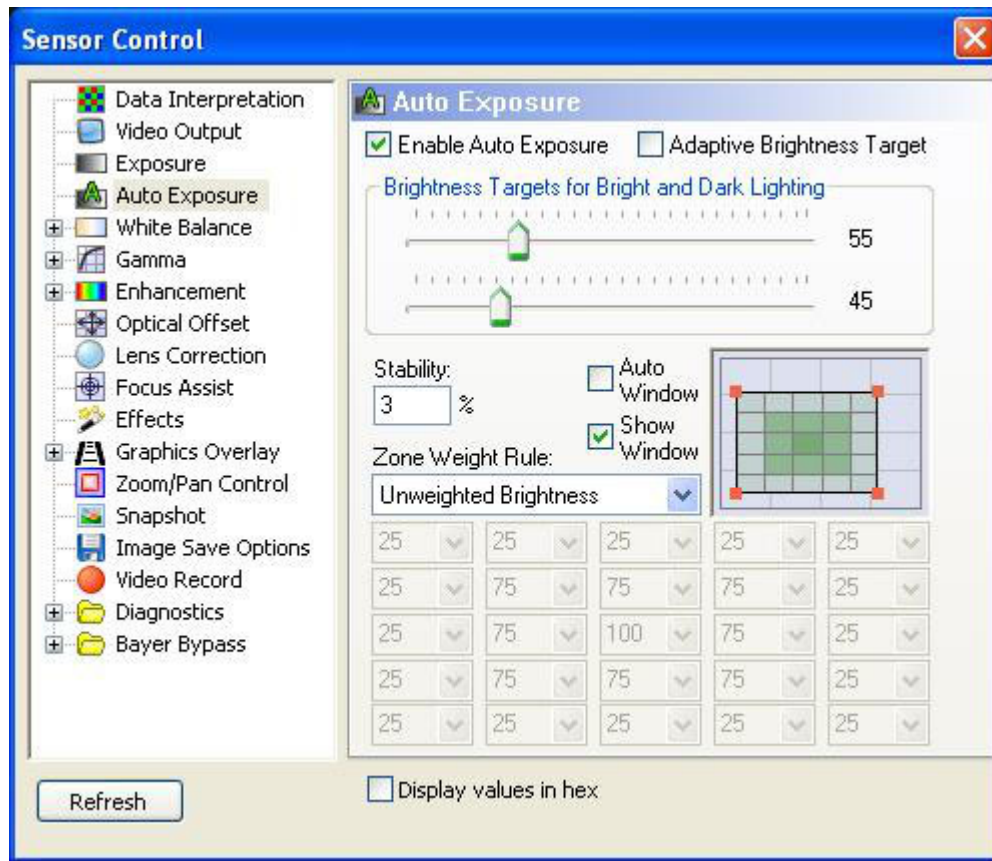 Sensor Control
Data Interpretation
Video Output
Exposure
Auto Exposure
White Balance
Gamma
Enhancement
Optical Offset
Lens Correction
Focus Assist
Effects
Graphics Overlay
Zoom/Pan Control
Snapshot
Image Save Options
Video Record
Diagnostics
Bayer Bypass
Refresh
Auto Exposure
Enable Auto Exposure Adaptive Brightness Target
Brightness Targets for Bright and Dark Lighting
55
45
Stability:
3 %
Auto
Window
Show
Window
Zone Weight Rule:
Unweighted Brightness
25 25 25 25 25
25 75 75 75 25
25 75 100 75 25
25 75 75 75 25
25 25 25 25 25
Display values in hex